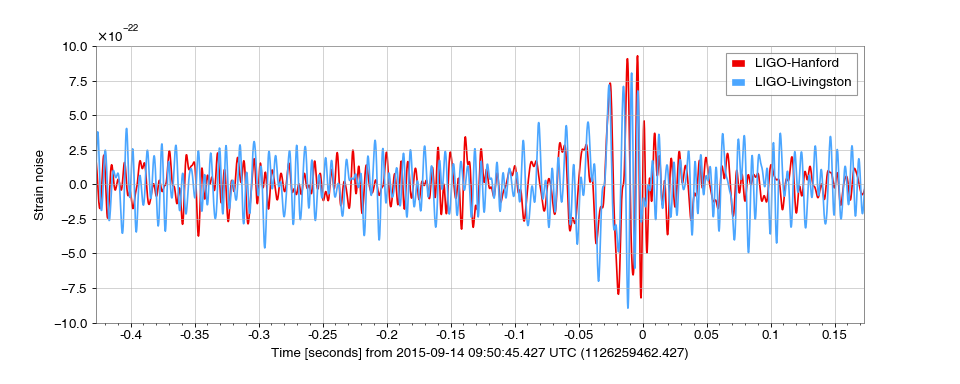 ×10⁻²²
10.0
7.5
5.0
2.5
0.0
−2.5
−5.0
−7.5
−10.0
Strain noise
LIGO-Hanford
LIGO-Livingston
-0.4 -0.35 -0.3 -0.25 -0.2 -0.15 -0.1 -0.05 0 0.05 0.1 0.15
Time [seconds] from 2015-09-14 09:50:45.427 UTC (1126259462.427)